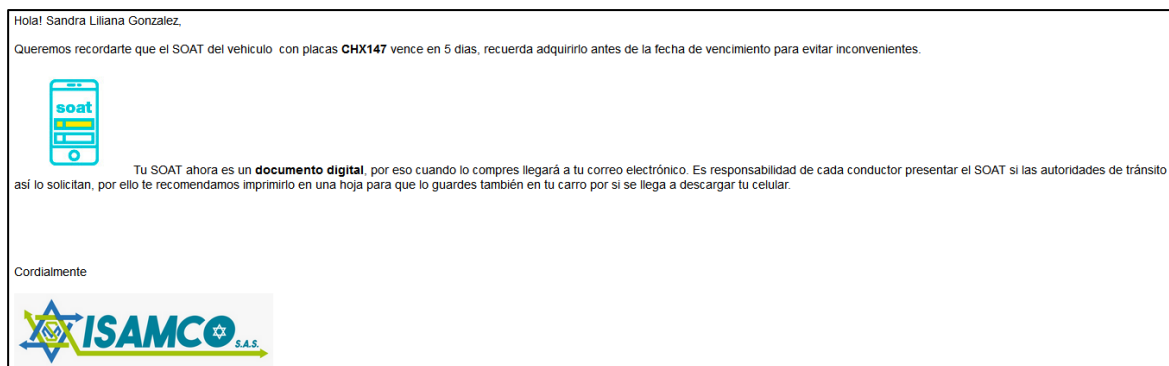 Hola! Sandra Liliana Gonzalez,
Queremos recordarte que el SOAT del vehiculo  con placas CHX147 vence en 5 dias, recuerda adquirirlo antes de la fecha de vencimiento para evitar inconvenientes.
soat
Tu SOAT ahora es un documento digital, por eso cuando lo compres llegará a tu correo electrónico. Es responsabilidad de cada conductor presentar el SOAT si las autoridades de tránsito
así lo solicitan, por ello te recomendamos imprimirlo en una hoja para que lo guardes también en tu carro por si se llega a descargar tu celular.
Cordialmente
ISAMCO S.A.S.